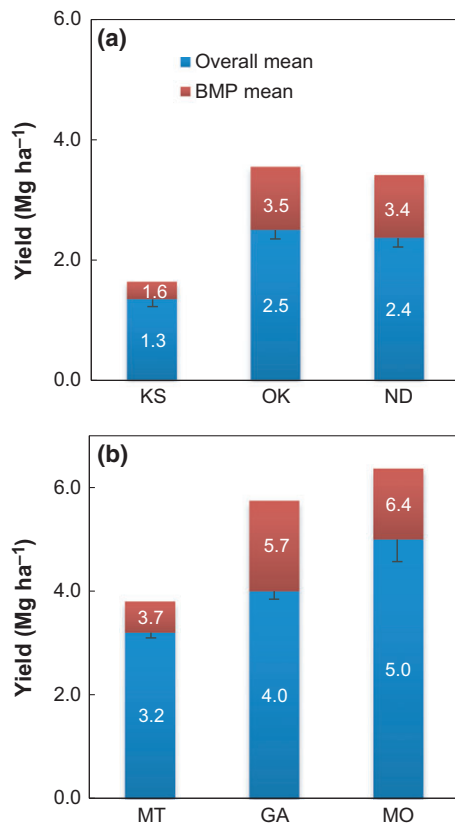 6.0
(a)
Overall mean
BMP mean
4.0
3.5
3.4
2.0
2.5
2.4
1.6
1.3
0.0
KS OK ND
Yield (Mg ha⁻¹)
(b)
6.0
6.4
5.7
4.0
3.7
5.0
4.0
3.2
2.0
0.0
MT GA MO
Yield (Mg ha⁻¹)